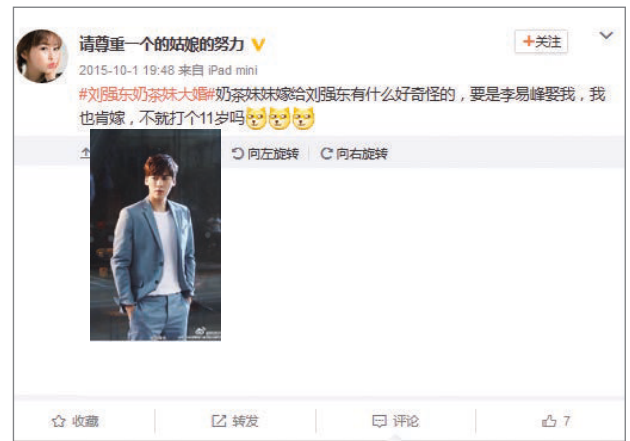 请尊重一个的姑娘的努力
+关注
2015-10-1 19:48 来自 iPad mini
#刘强东奶茶妹大婚#奶茶妹妹嫁给刘强东有什么好奇怪的，要是李易峰娶我，我
也肯嫁，不就打个11岁吗
向左旋转 向右旋转
收藏 转发 评论 7